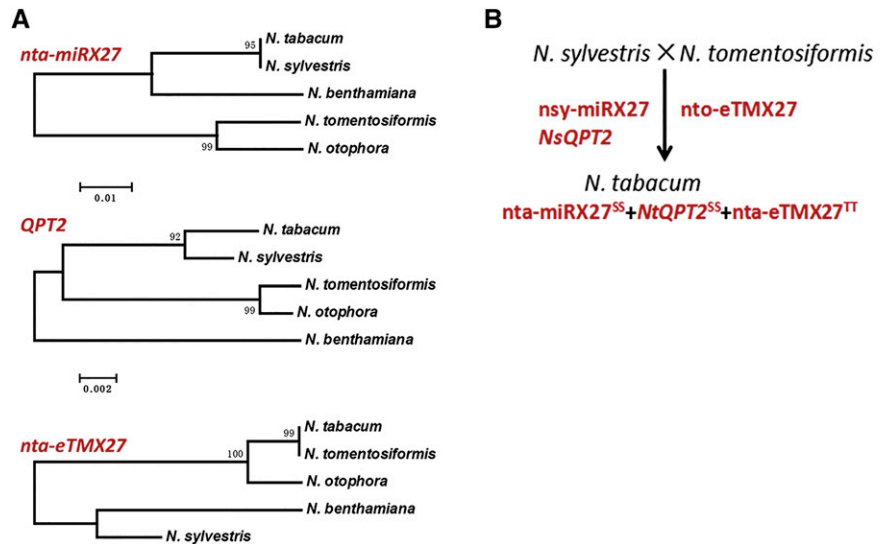 A
nta-miRX27
95
N. tabacum
N. sylvestris
N. benthamiana
N. tomentosiformis
99
N. otophora
0.01
QPT2
92
N. tabacum
N. sylvestris
N. tomentosiformis
99
N. otophora
N. benthamiana
0.002
nta-eTMX27
99
N. tabacum
100
N. tomentosiformis
N. otophora
N. benthamiana
N. sylvestris
B
N. sylvestris × N. tomentosiformis
nsy-miRX27 nto-eTMX27
NsQPT2
N. tabacum
nta-miRX27SS+NtQPT2SS+nta-eTMX27TT